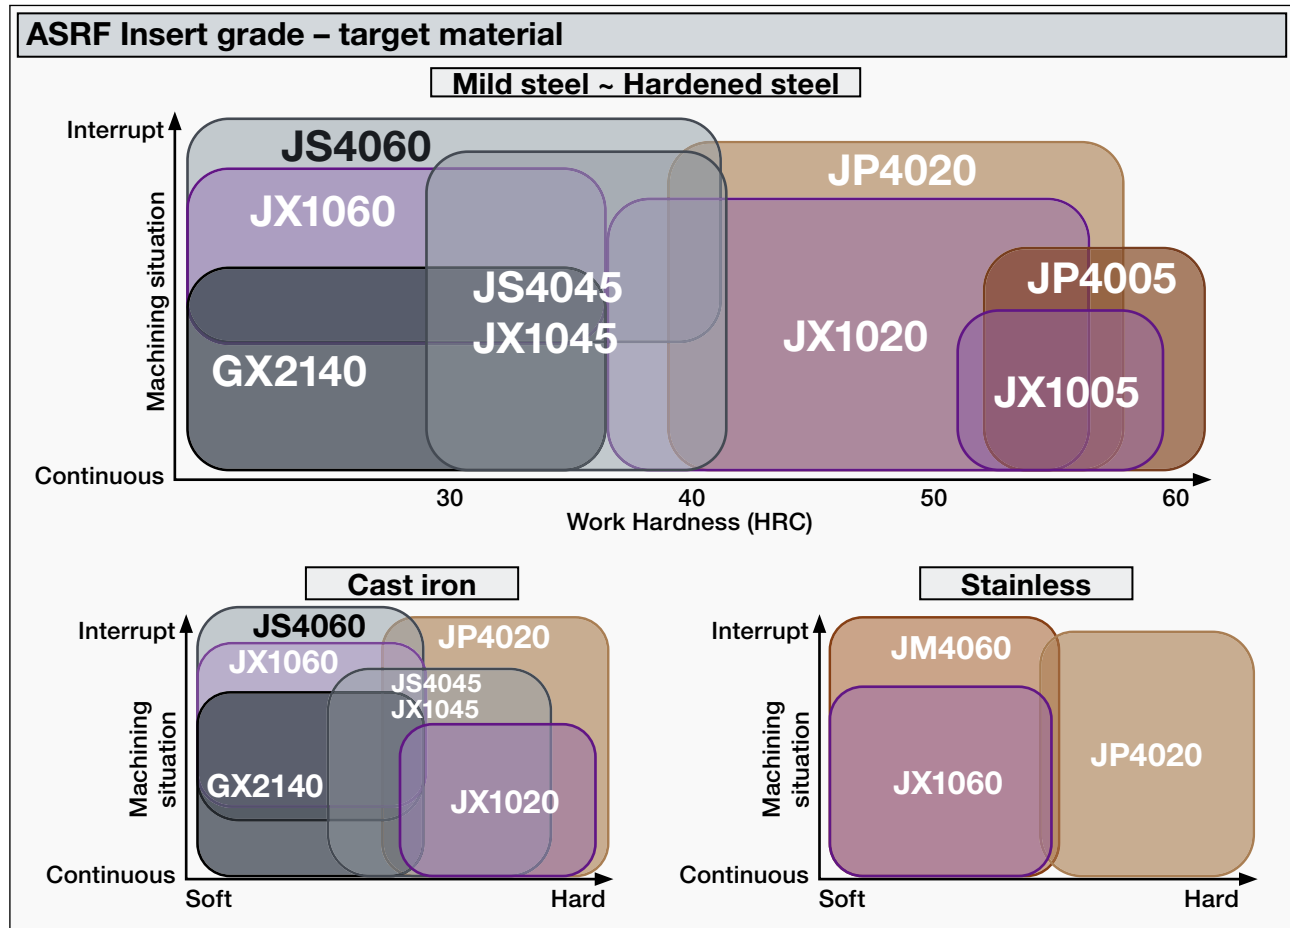 ASRF Insert grade – target material
Mild steel ~ Hardened steel
Interrupt
JS4060
JP4020
JX1060
JP4005
JS4045
JX1045
JX1020
GX2140
JX1005
Machining situation
Continuous
30
40
50
60
Work Hardness (HRC)
Cast iron
Interrupt
JS4060
JP4020
JX1060
JS4045
JX1045
GX2140
JX1020
Machining
situation
Continuous
Soft
Hard
Stainless
Interrupt
JM4060
JP4020
JX1060
Machining
situation
Continuous
Soft
Hard